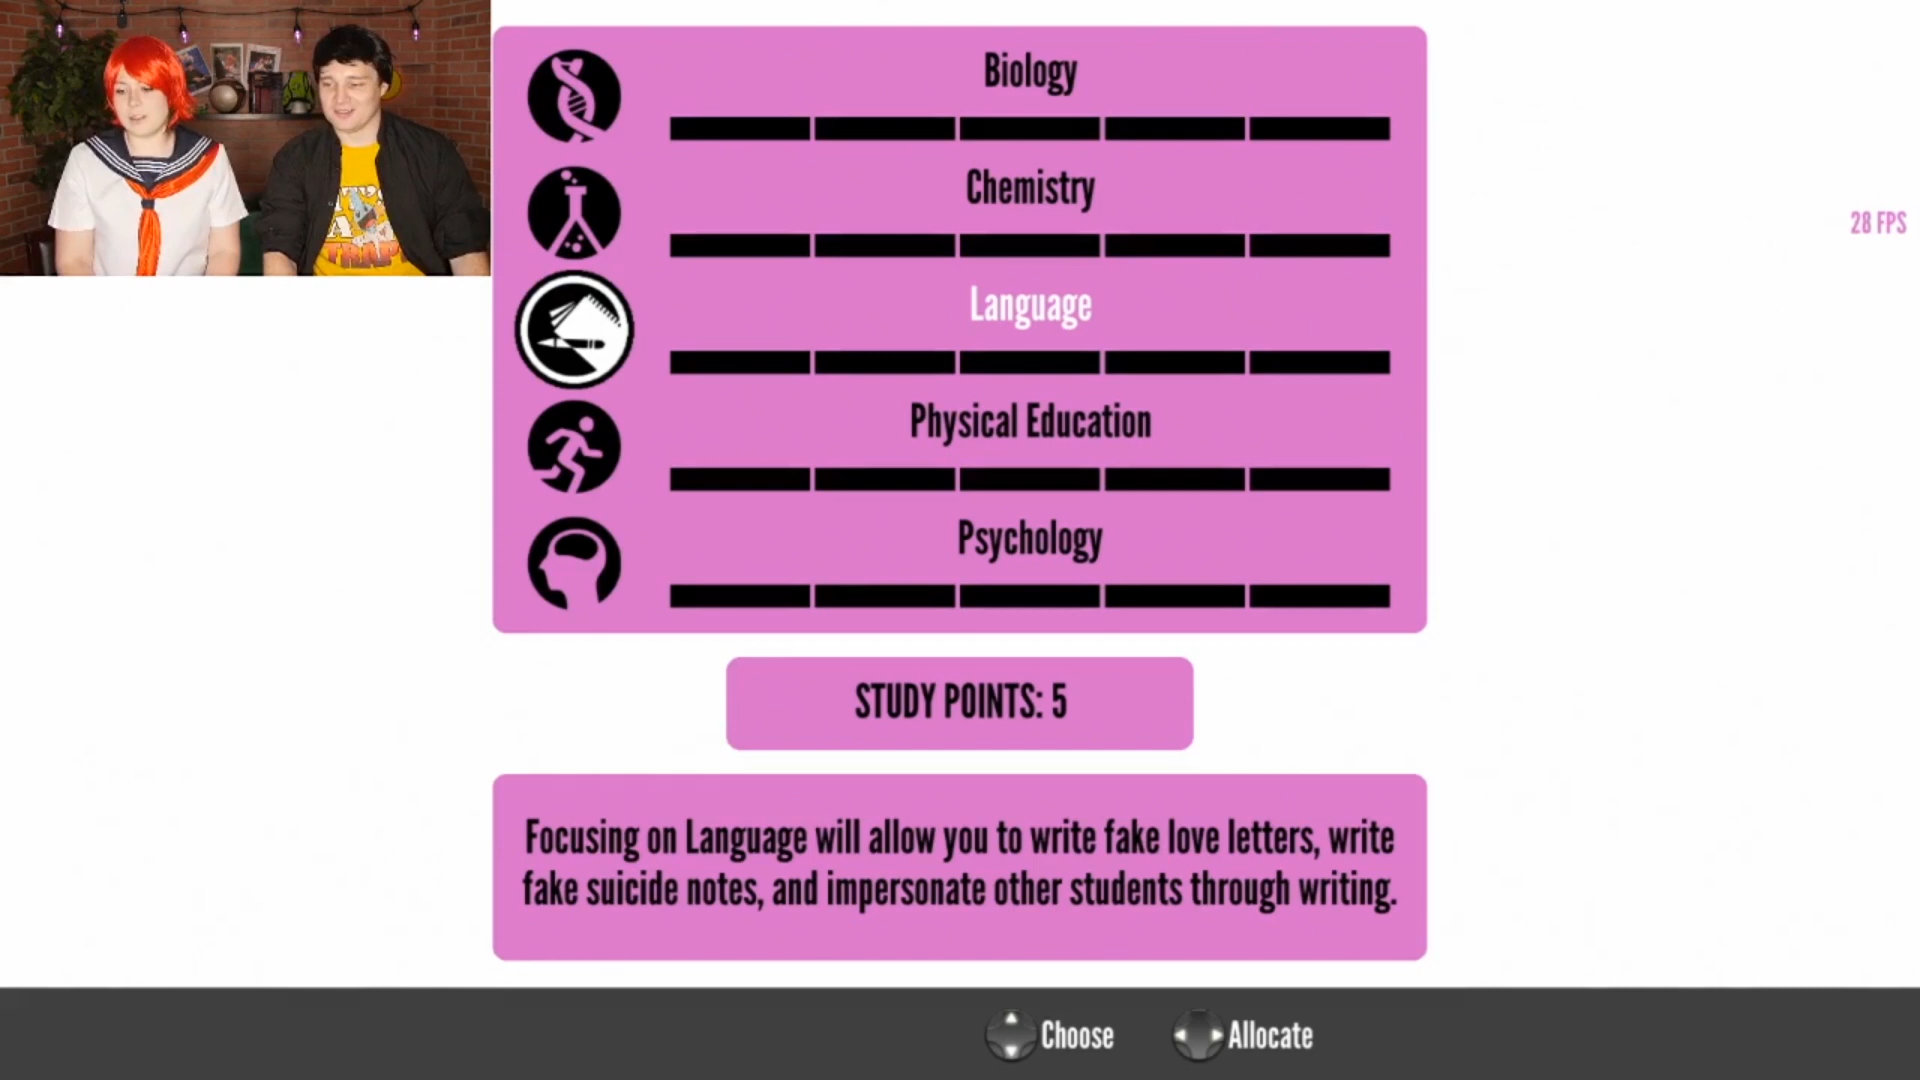 Biology
Chemistry
Language
Physical Education
Psychology
28 FPS
STUDY POINTS: 5
Focusing on Language will allow you to write fake love letters, write
fake suicide notes, and impersonate other students through writing.
Choose
Allocate
TRAP